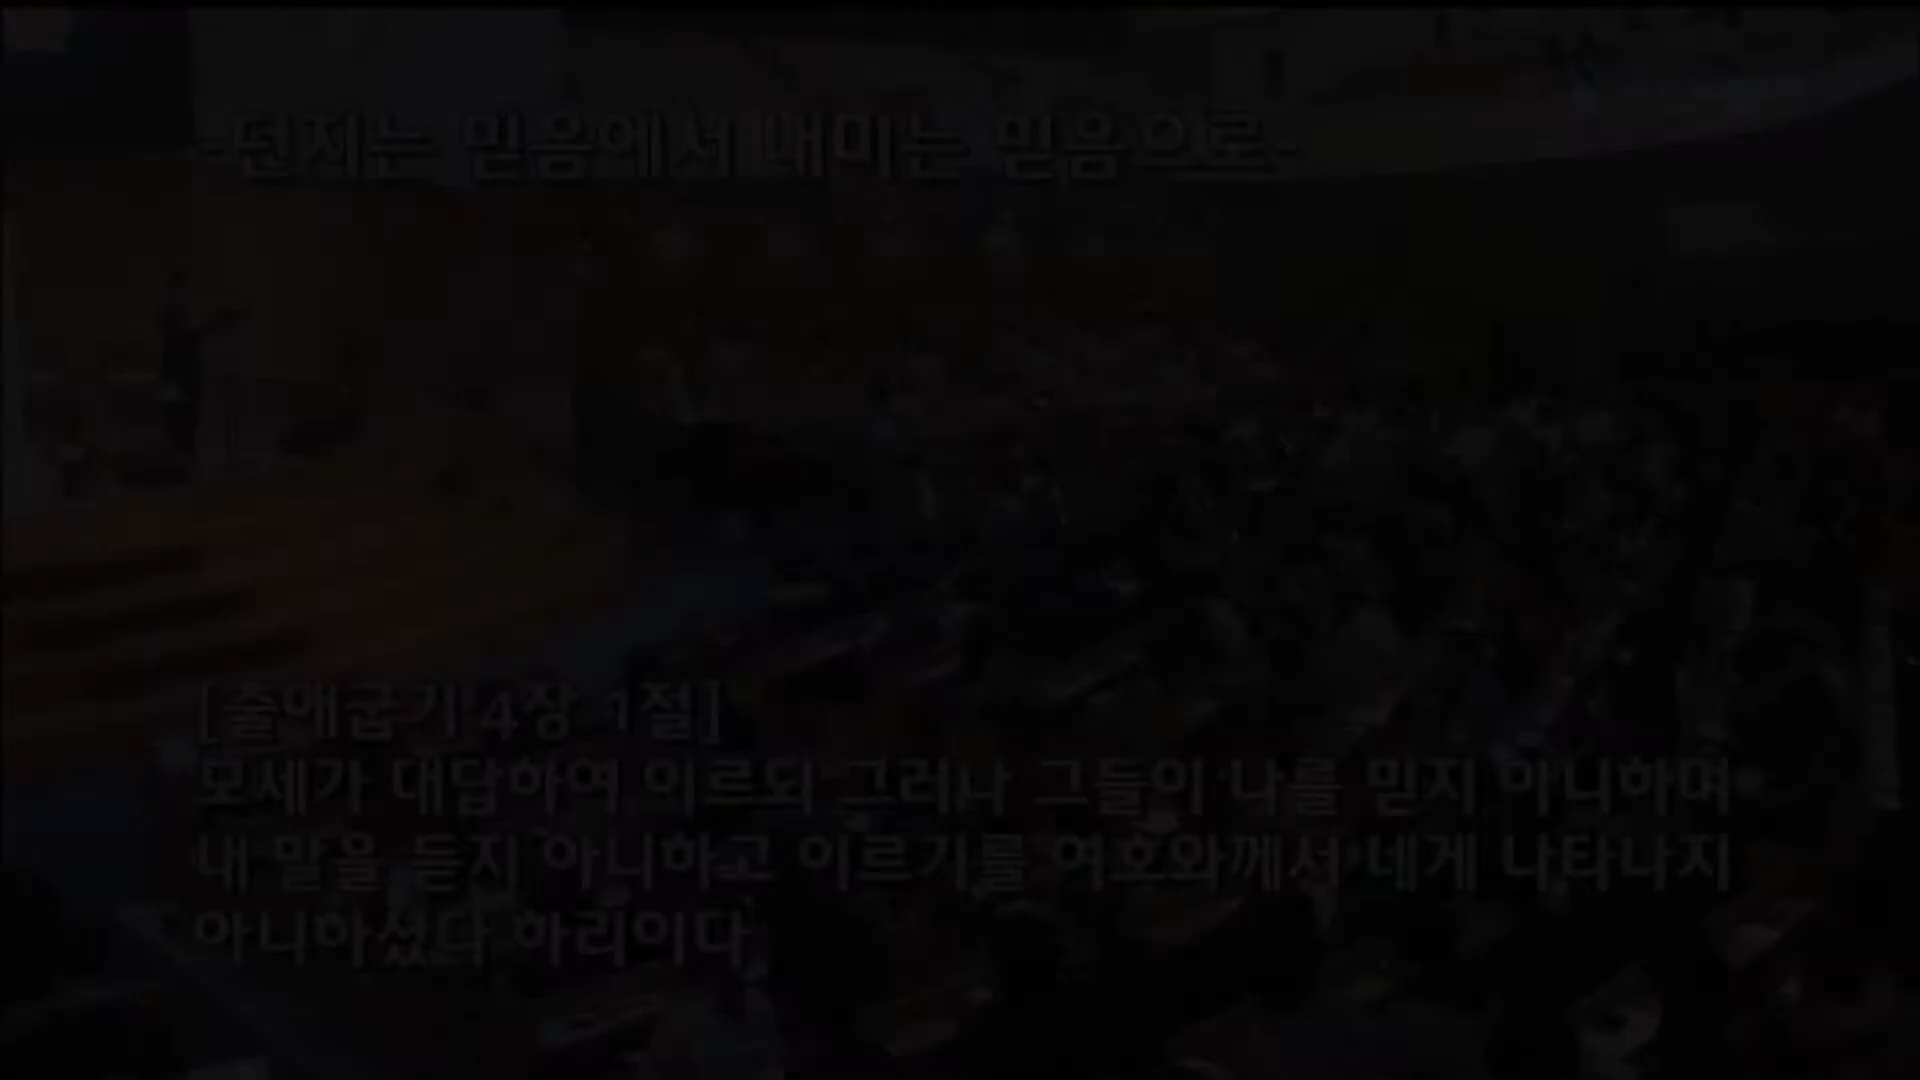 -던지는 믿음에서 내미는 믿음으로-
[출애굽기 4장 1절]
모세가 대답하여 이르되 그러나 그들이 나를 믿지 아니하며
내 말을 듣지 아니하고 이르기를 여호와께서 네게 나타나지
아니하셨다 하리이다